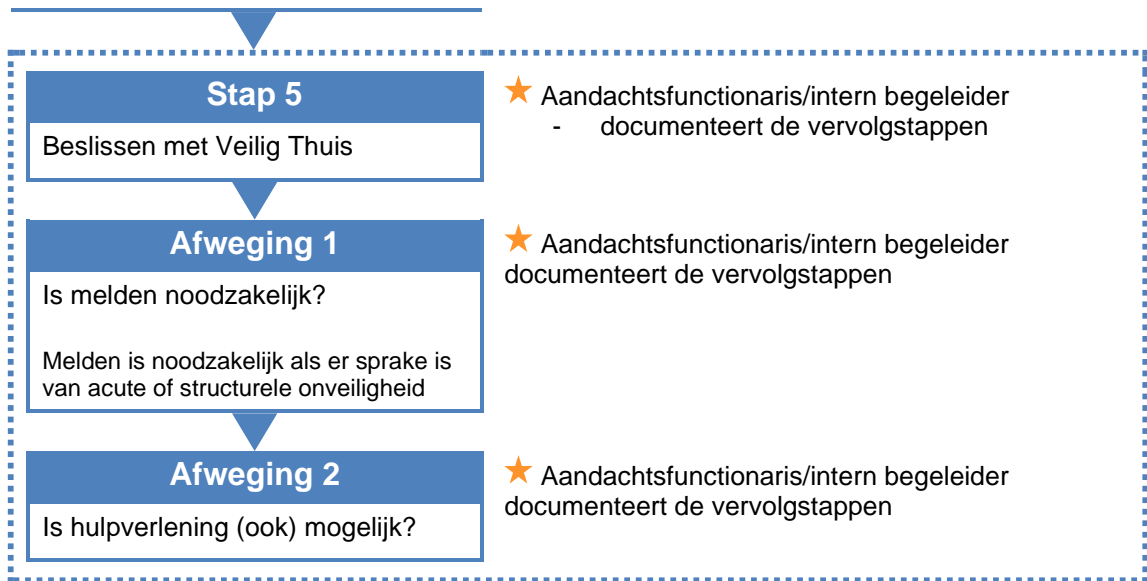 Stap 5
Beslissen met Veilig Thuis
★ Aandachtsfunctionaris/intern begeleider
- documenteert de vervolgstappen
Afweging 1
Is melden noodzakelijk?
Melden is noodzakelijk als er sprake is
van acute of structurele onveiligheid
★ Aandachtsfunctionaris/intern begeleider
documenteert de vervolgstappen
Afweging 2
Is hulpverlening (ook) mogelijk?
★ Aandachtsfunctionaris/intern begeleider
documenteert de vervolgstappen